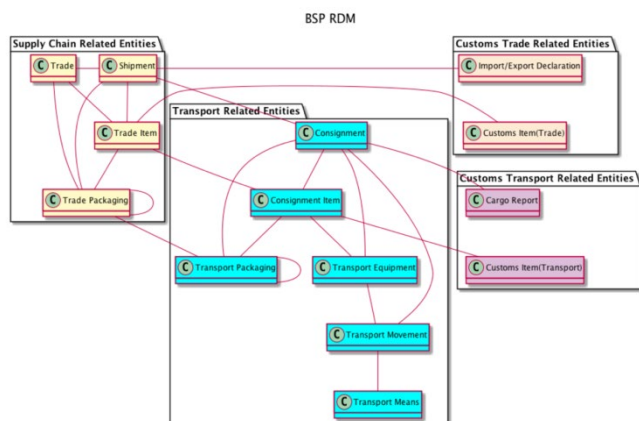 BSP RDM
Supply Chain Related Entities
C Trade
C Shipment
C Trade Item
C Trade Packaging
Transport Related Entities
C Consignment
C Consignment Item
C Transport Packaging
C Transport Equipment
C Transport Movement
C Transport Means
Customs Trade Related Entities
C Import/Export Declaration
C Customs Item(Trade)
Customs Transport Related Entities
C Cargo Report
C Customs Item(Transport)